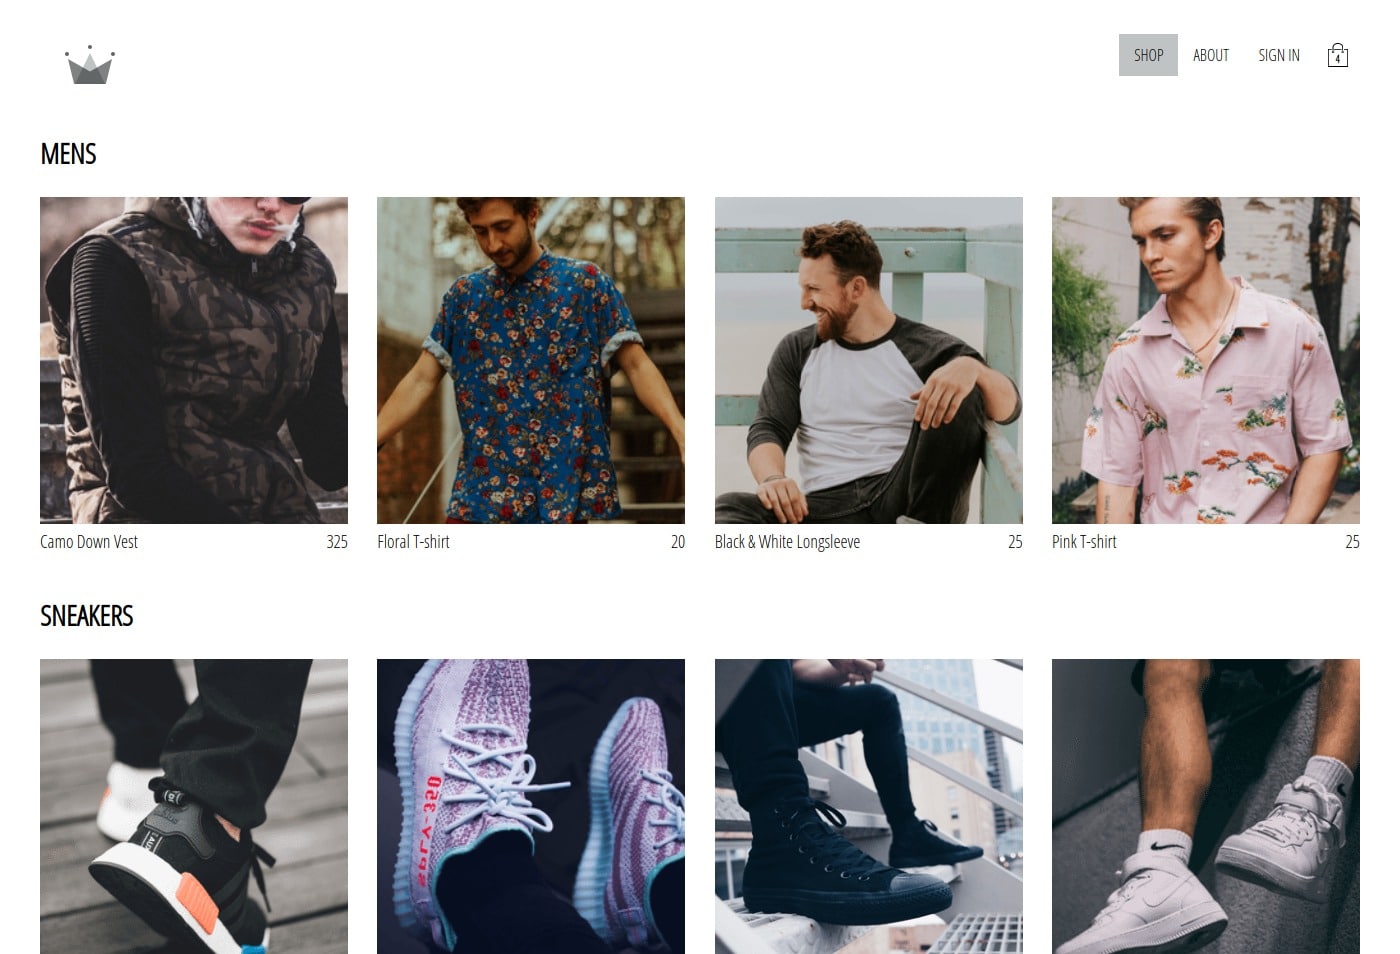 SHOP ABOUT SIGN IN 4
MENS
Camo Down Vest 325
Floral T-shirt 20
Black & White Longsleeve 25
Pink T-shirt 25
SNEAKERS